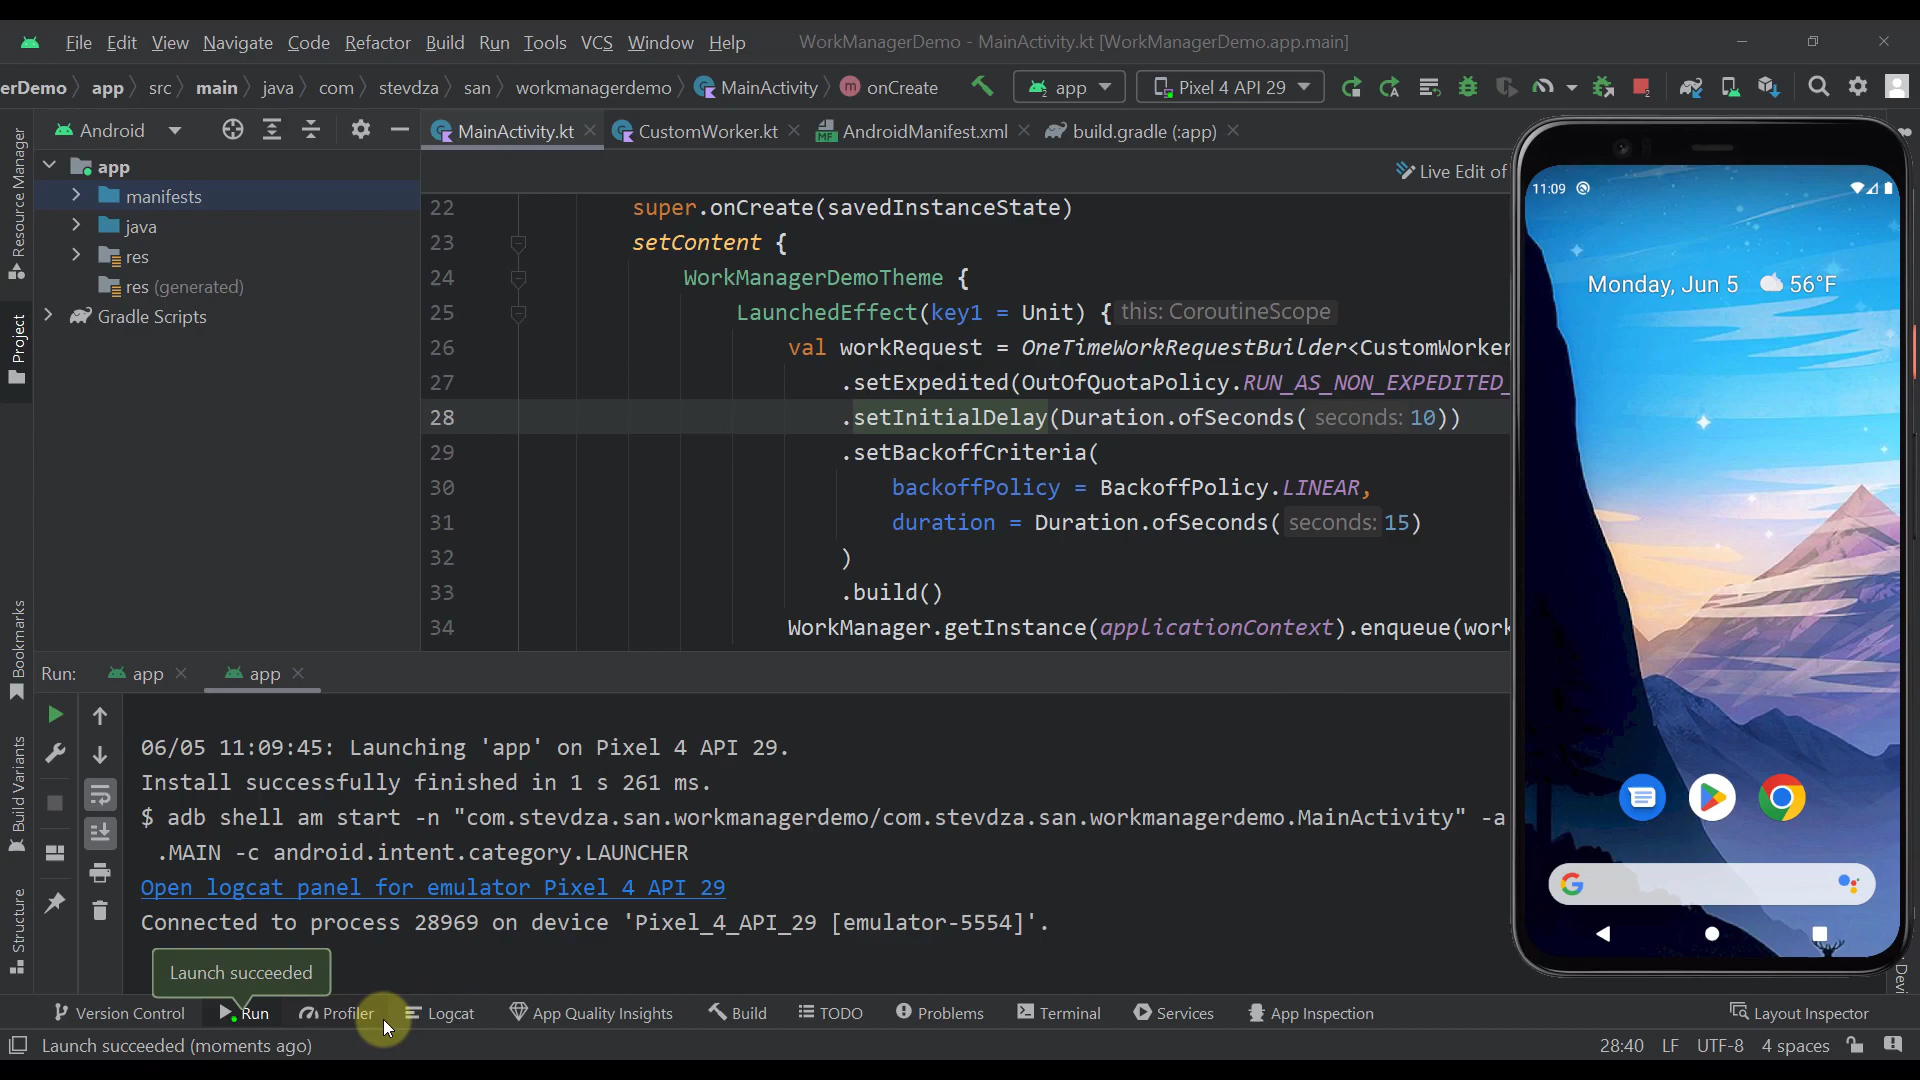 File Edit View Navigate Code Refactor Build Run Tools VCS Window Help WorkManagerDemo - MainActivity.kt [WorkManagerDemo.app.main]
erDemo app src main java com stevdza san workmanagerdemo MainActivity onCreate app Pixel 4 API 29
Android
MainActivity.kt CustomWorker.kt AndroidManifest.xml build.gradle (:app)
Resource Manager
Project
Bookmarks
Build Variants
Structure
app
manifests
java
res
res (generated)
Gradle Scripts
Live Edit of
22 super.onCreate(savedInstanceState)
23 setContent {
24 WorkManagerDemoTheme {
25 LaunchedEffect(key1 = Unit) { this: CoroutineScope
26 val workRequest = OneTimeWorkRequestBuilder<CustomWorker
27 .setExpedited(OutOfQuotaPolicy.RUN_AS_NON_EXPEDITED_
28 .setInitialDelay(Duration.ofSeconds( seconds: 10))
29 .setBackoffCriteria(
30 backoffPolicy = BackoffPolicy.LINEAR,
31 duration = Duration.ofSeconds( seconds: 15)
32 )
33 .build()
34 WorkManager.getInstance(applicationContext).enqueue(work
11:09
Monday, Jun 5 56°F
Run: app app
06/05 11:09:45: Launching 'app' on Pixel 4 API 29.
Install successfully finished in 1 s 261 ms.
$ adb shell am start -n "com.stevdza.san.workmanagerdemo/com.stevdza.san.workmanagerdemo.MainActivity" -a
.MAIN -c android.intent.category.LAUNCHER
Open logcat panel for emulator Pixel 4 API 29
Connected to process 28969 on device 'Pixel_4_API_29 [emulator-5554]'.
Launch succeeded
Version Control Run Profiler Logcat App Quality Insights Build TODO Problems Terminal Services App Inspection Layout Inspector
Launch succeeded (moments ago) 28:40 LF UTF-8 4 spaces